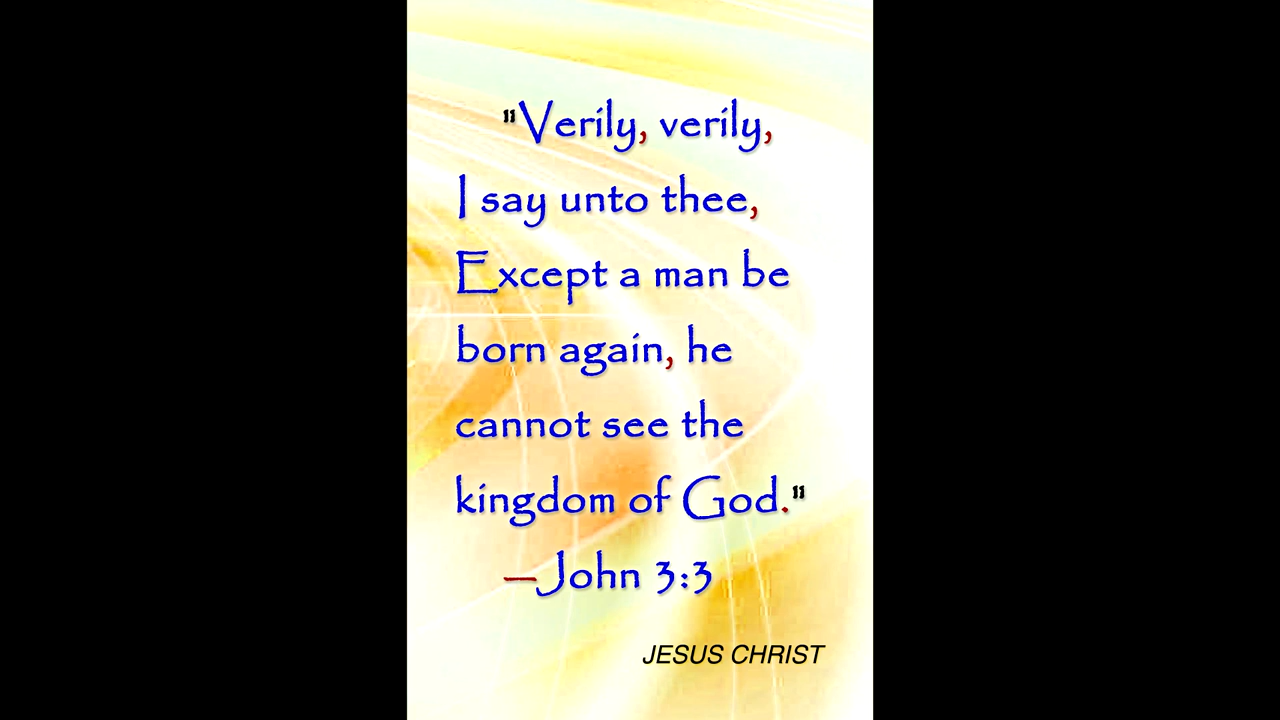 "Verily, verily,
I say unto thee,
Except a man be
born again, he
cannot see the
kingdom of God."
—John 3:3
JESUS CHRIST